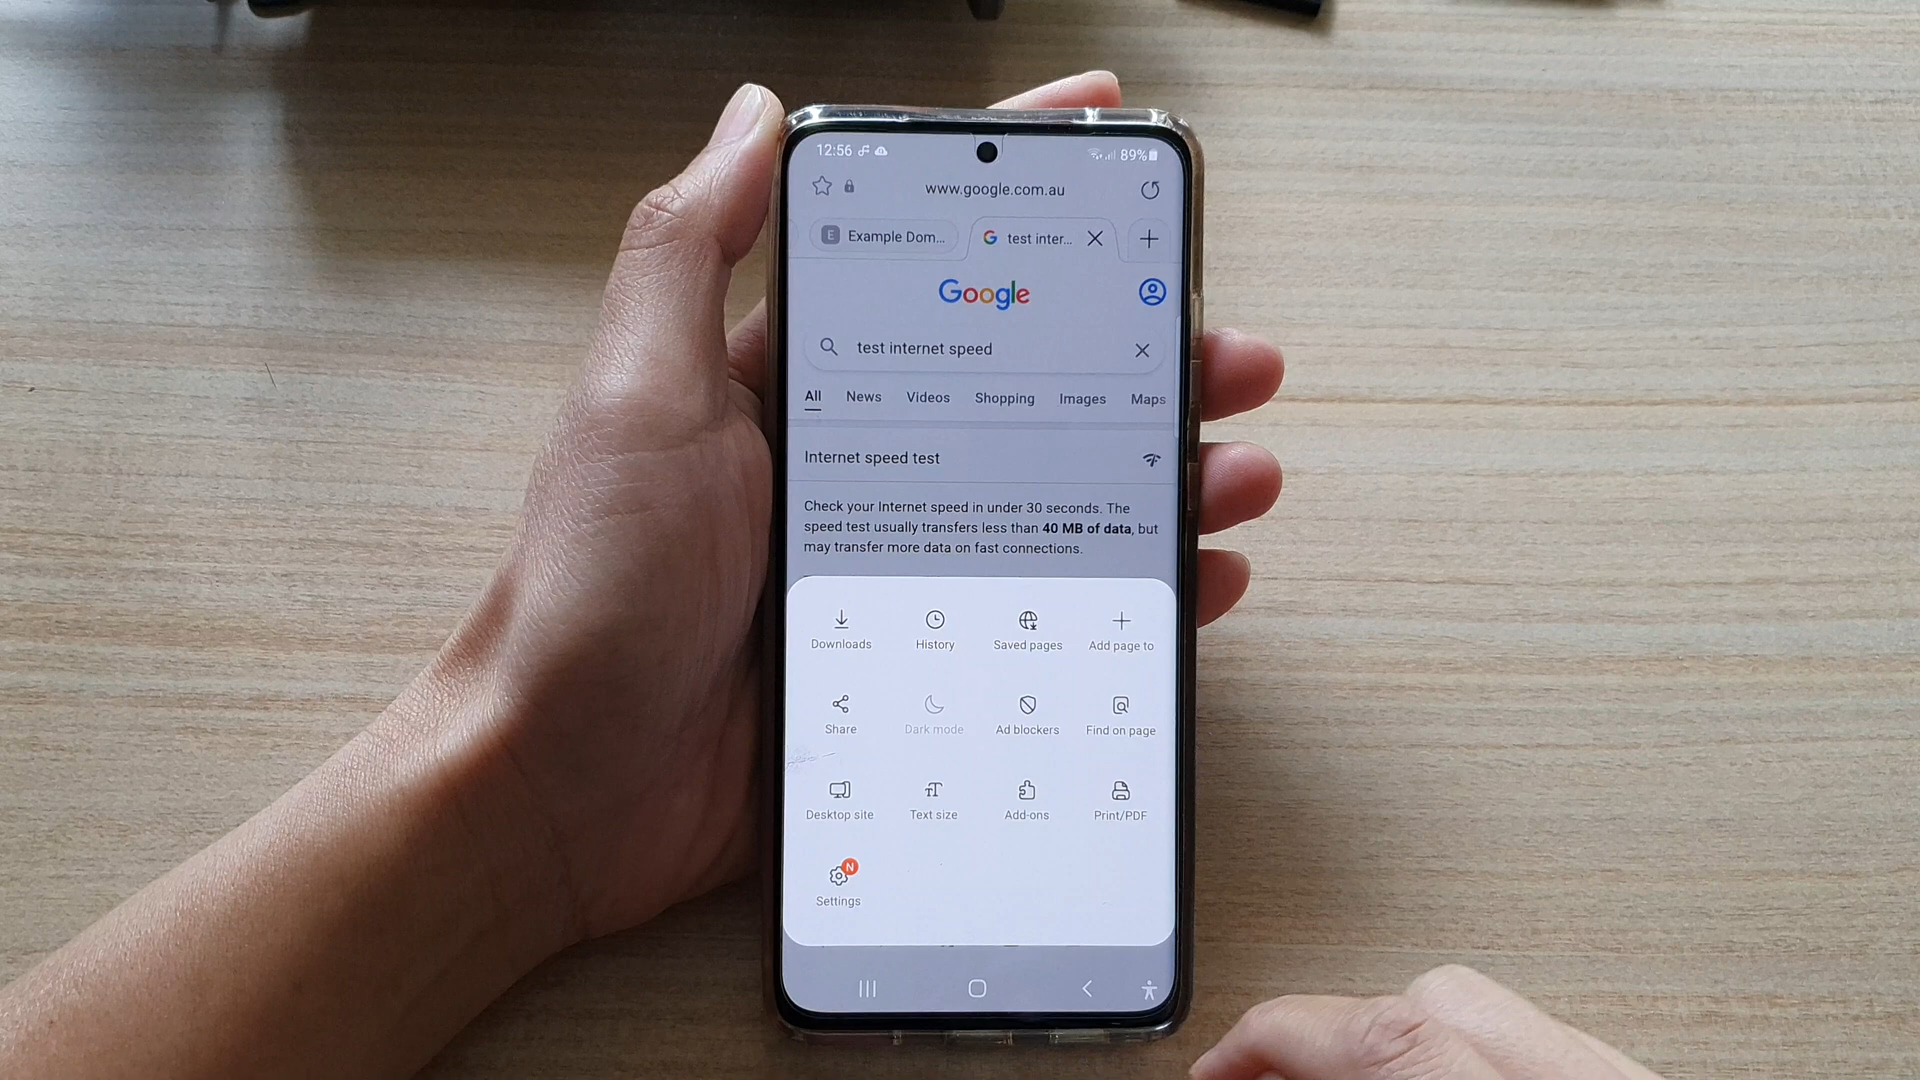 12:56 89%
www.google.com.au
E Example Dom... G test inter...
Google
test internet speed
All News Videos Shopping Images Maps
Internet speed test
Check your Internet speed in under 30 seconds. The
speed test usually transfers less than 40 MB of data, but
may transfer more data on fast connections.
Downloads History Saved pages Add page to
Share Dark mode Ad blockers Find on page
Desktop site Text size Add-ons Print/PDF
N
Settings